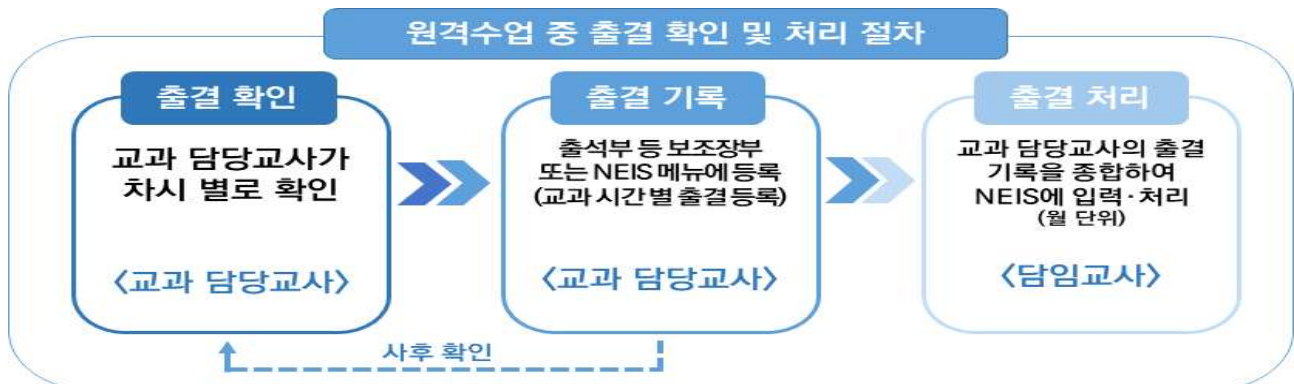 원격수업 중 출결 확인 및 처리 절차
출결 확인
교과 담당교사가
차시 별로 확인
〈교과 담당교사〉
출결 기록
출석부 등 보조장부
또는 NEIS 메뉴에 등록
(교과 시간 별 출결 등록)
〈교과 담당교사〉
출결 처리
교과 담당교사의 출결
기록을 종합하여
NEIS에 입력·처리
(월 단위)
〈담임교사〉
사후 확인